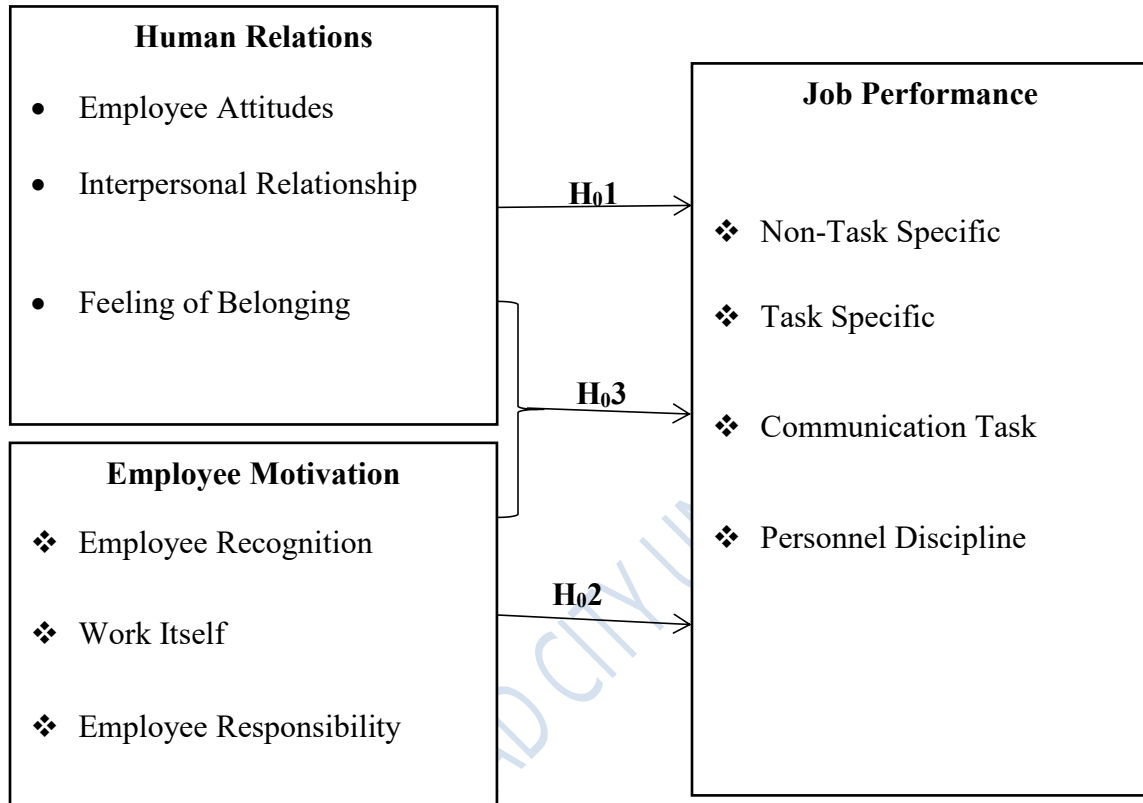 Human Relations
• Employee Attitudes
• Interpersonal Relationship
• Feeling of Belonging
Employee Motivation
❖ Employee Recognition
❖ Work Itself
❖ Employee Responsibility
H₀1
H₀3
H₀2
Job Performance
❖ Non-Task Specific
❖ Task Specific
❖ Communication Task
❖ Personnel Discipline
CITY